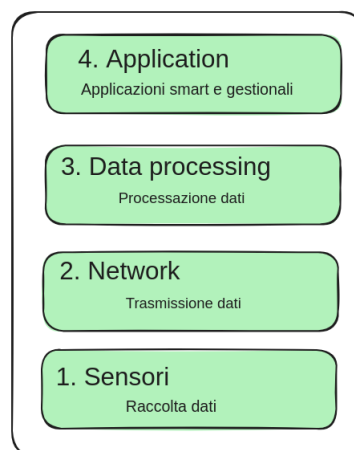 4. Application
Applicazioni smart e gestionali
3. Data processing
Processazione dati
2. Network
Trasmissione dati
1. Sensori
Raccolta dati